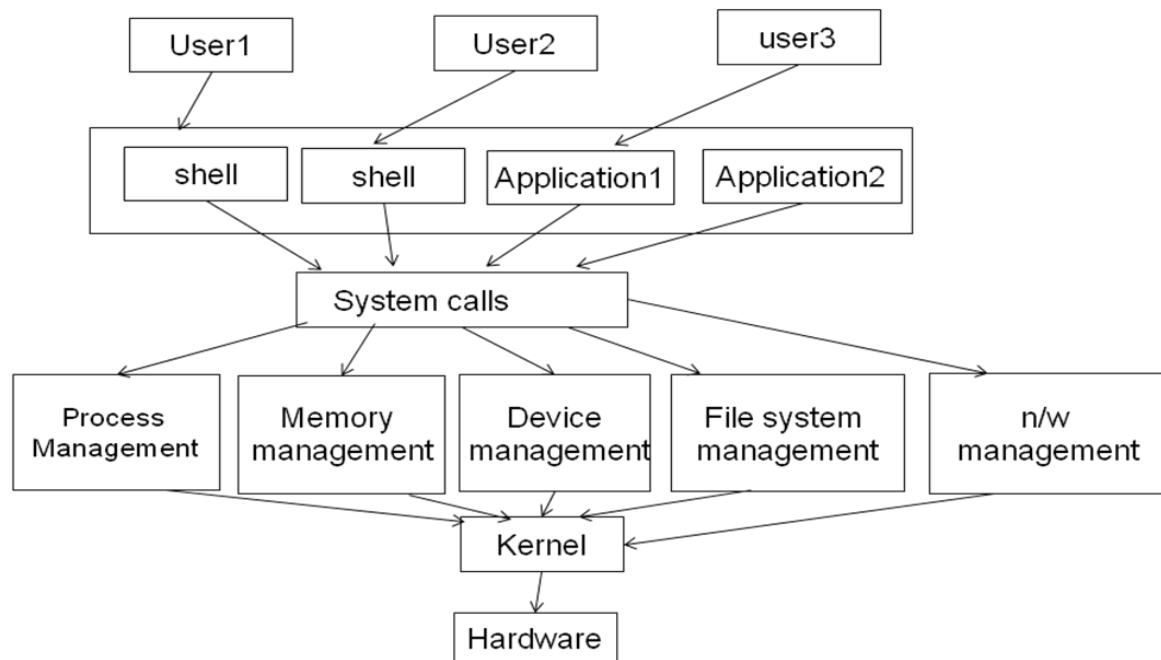 User1
User2
user3
shell
shell
Application1
Application2
System calls
Process
Management
Memory
management
Device
management
File system
management
n/w
management
Kernel
Hardware